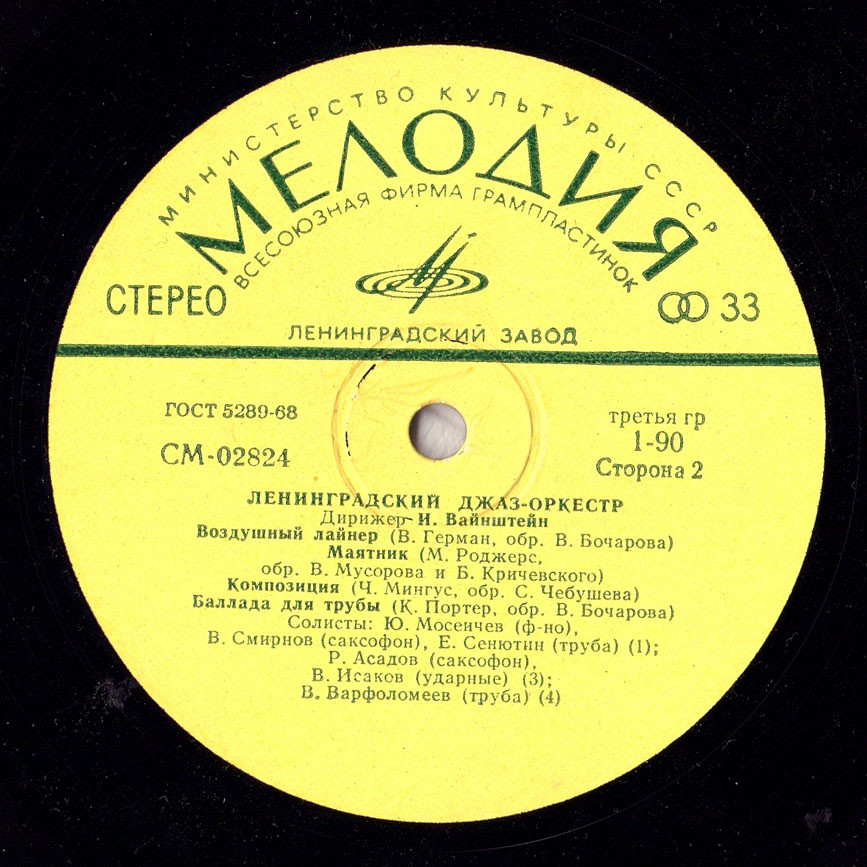 МИНИСТЕРСТВО КУЛЬТУРЫ СССР
МЕЛОДИЯ
ВСЕСОЮЗНАЯ ФИРМА ГРАМПЛАСТИНОК
СТЕРЕО
33
ЛЕНИНГРАДСКИЙ ЗАВОД
ГОСТ 5289-68
третья гр
СМ-02824
1-90
Сторона 2
ЛЕНИНГРАДСКИЙ ДЖАЗ-ОРКЕСТР
Дирижер И. Вайнштейн
Воздушный лайнер (В. Герман, обр. В. Бочарова)
Маятник (М. Роджерс,
обр. В. Мусорова и Б. Кричевского)
Композиция (Ч. Мингус, обр. С. Чебушева)
Баллада для трубы (К. Портер, обр. В. Бочарова)
Солисты: Ю. Мосеичев (ф-но),
В. Смирнов (саксофон), Е. Сенютин (труба) (1);
Р. Асадов (саксофон),
В. Исаков (ударные) (3);
В. Варфоломеев (труба) (4)